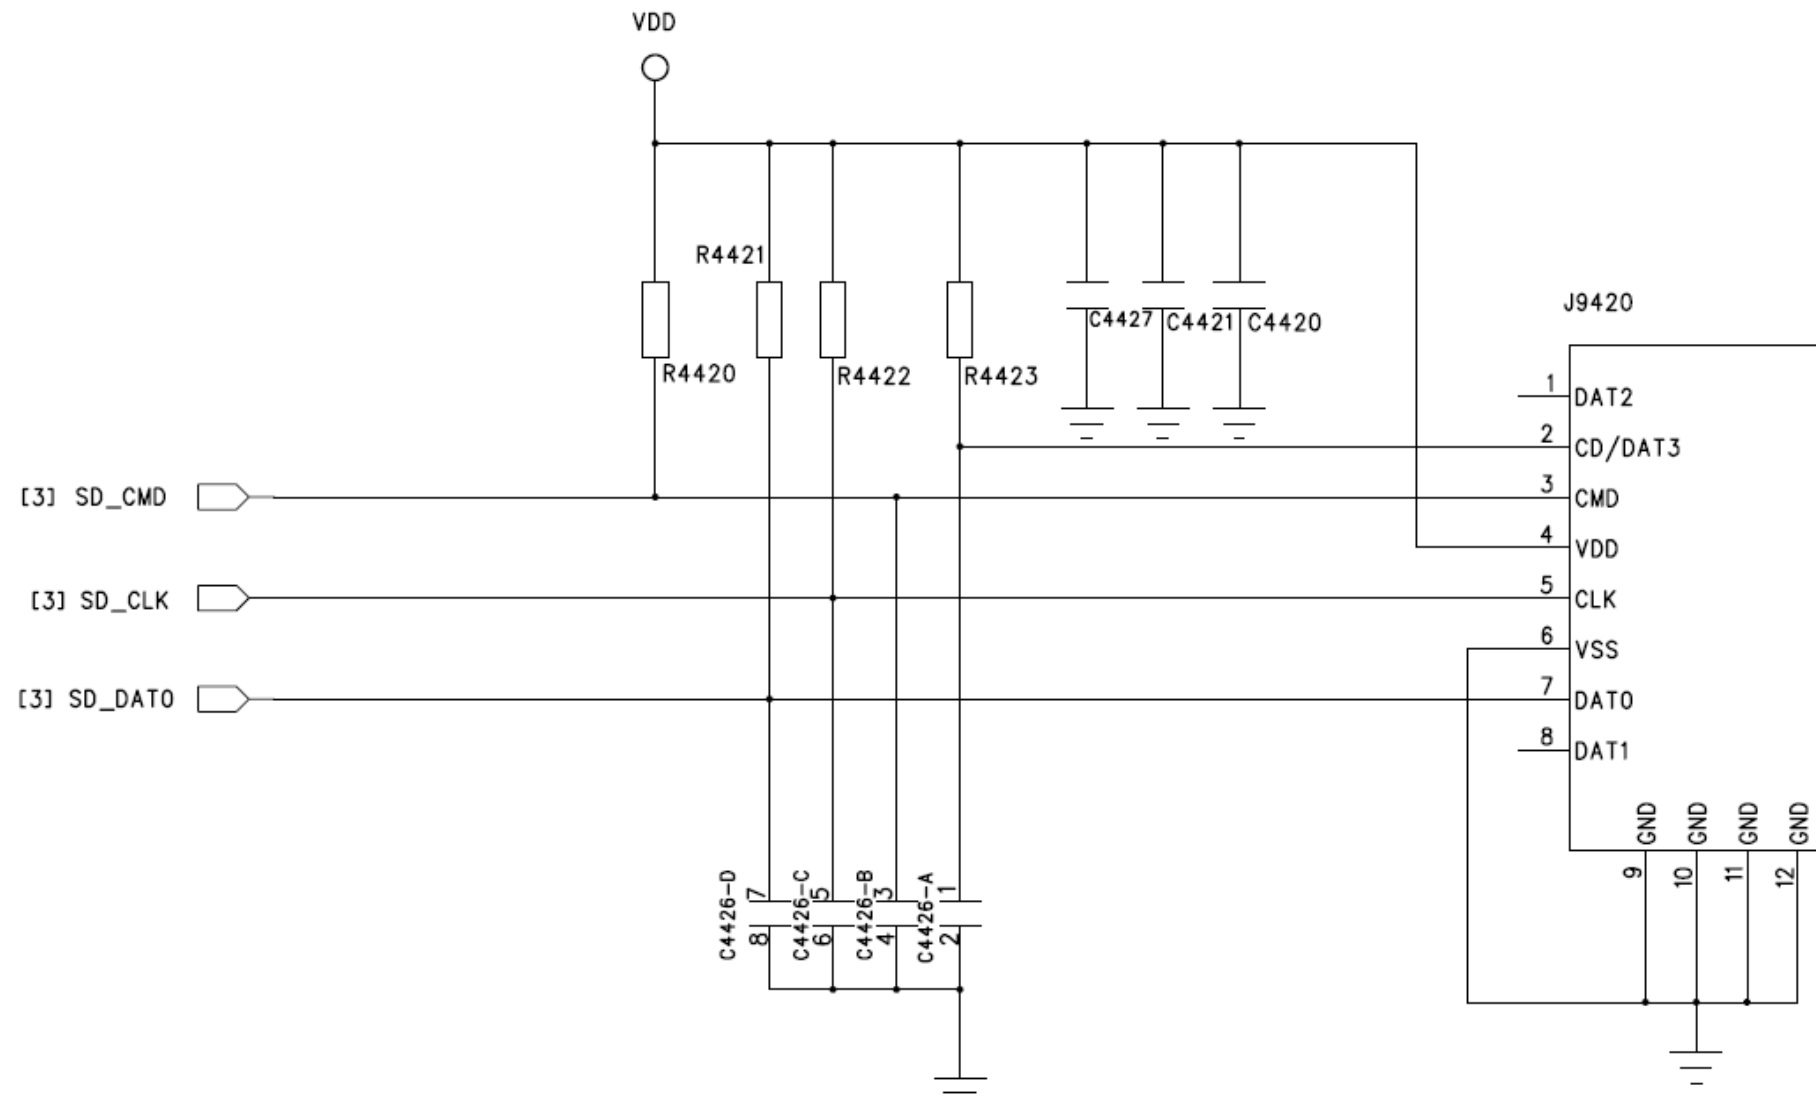 VDD
R4421
R4420
R4422
R4423
C4427
C4421
C4420
J9420
1
DAT2
2
CD/DAT3
[3] SD_CMD
3
CMD
4
VDD
[3] SD_CLK
5
CLK
6
VSS
[3] SD_DAT0
7
DAT0
8
DAT1
GND
GND
GND
GND
9
10
11
12
C4426-D
7
8
C4426-C
5
6
C4426-B
3
4
C4426-A
1
2